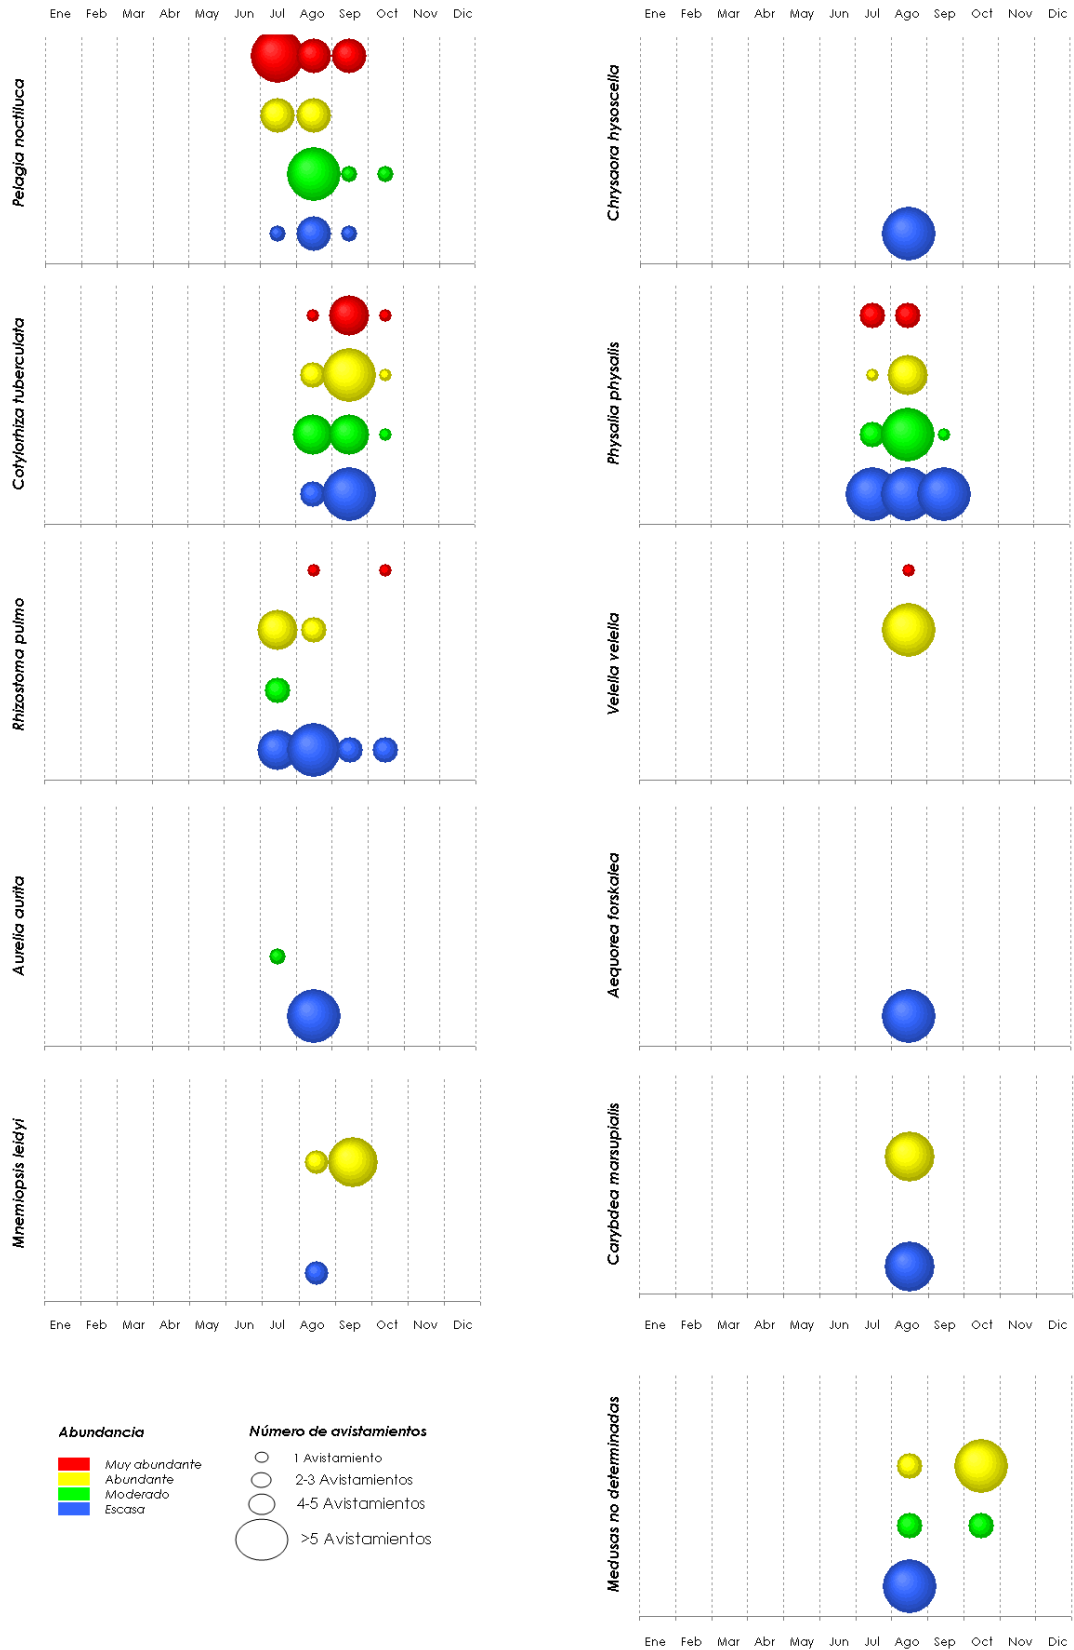 Ene Feb Mar Abr May Jun Jul Ago Sep Oct Nov Dic
Ene Feb Mar Abr May Jun Jul Ago Sep Oct Nov Dic
Pelagia noctiluca
Chrysaora hysoscella
Cotylorhiza tuberculata
Physalia physalis
Rhizostoma pulmo
Velella velella
Aurelia aurita
Aequorea forskalea
Mnemiopsis leidyi
Carybdea marsupialis
Ene Feb Mar Abr May Jun Jul Ago Sep Oct Nov Dic
Ene Feb Mar Abr May Jun Jul Ago Sep Oct Nov Dic
Abundancia
Muy abundante
Abundante
Moderado
Escasa
Número de avistamientos
1 Avistamiento
2-3 Avistamientos
4-5 Avistamientos
>5 Avistamientos
Medusas no determinadas
Ene Feb Mar Abr May Jun Jul Ago Sep Oct Nov Dic